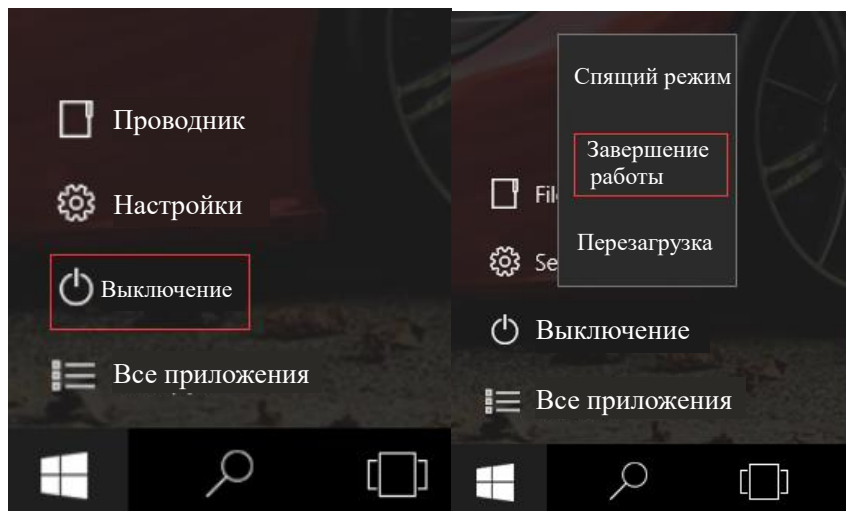 Проводник
Настройки
Выключение
Все приложения
Спящий режим
Завершение
работы
Перезагрузка
Fil
Se
Выключение
Все приложения